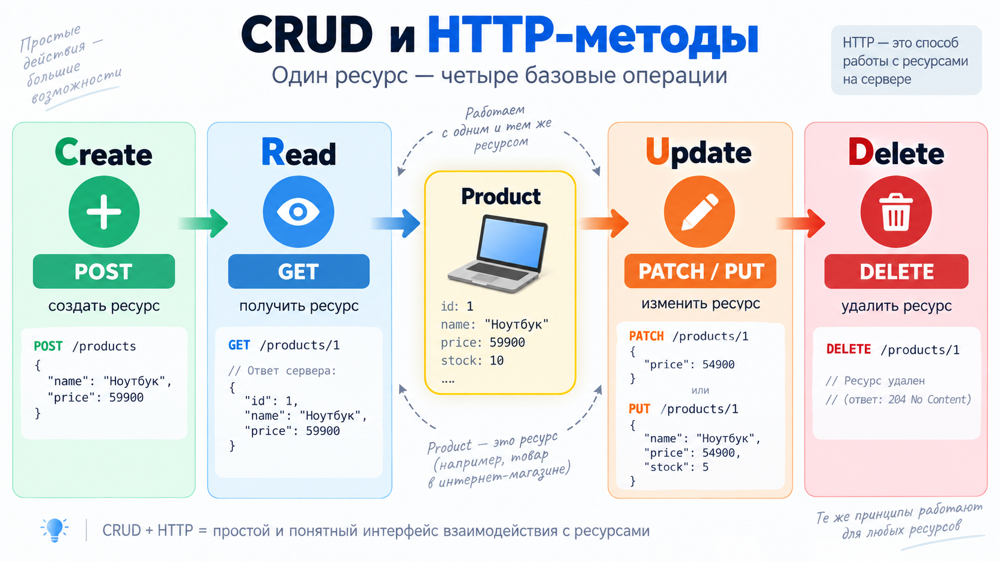 Простые
действия —
большие
возможности
CRUD и HTTP-методы
Один ресурс — четыре базовые операции
HTTP — это способ
работы с ресурсами
на сервере
Create
POST
создать ресурс
POST /products
{
"name": "Ноутбук",
"price": 59900
}
Read
GET
получить ресурс
GET /products/1
// Ответ сервера:
{
"id": 1,
"name": "Ноутбук",
"price": 59900
}
Работаем
с одним и тем же
ресурсом
Product
id: 1
name: "Ноутбук"
price: 59900
stock: 10
....
Product — это ресурс
(например, товар
в интернет-магазине)
Update
PATCH / PUT
изменить ресурс
PATCH /products/1
{
"price": 54900
}
или
PUT /products/1
{
"name": "Ноутбук",
"price": 54900,
"stock": 5
}
Delete
DELETE
удалить ресурс
DELETE /products/1
// Ресурс удален
// (ответ: 204 No Content)
CRUD + HTTP = простой и понятный интерфейс взаимодействия с ресурсами
Те же принципы работают
для любых ресурсов